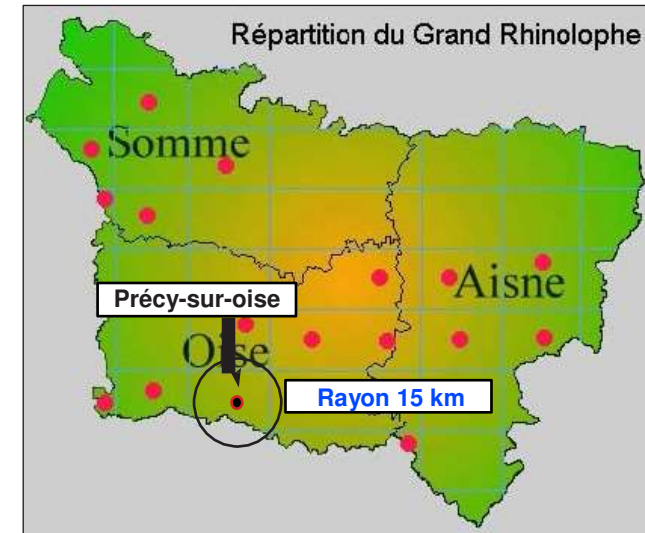 Répartition du Grand Rhinolophe
Somme
Précy-sur-oise
Aisne
Oise
Rayon 15 km